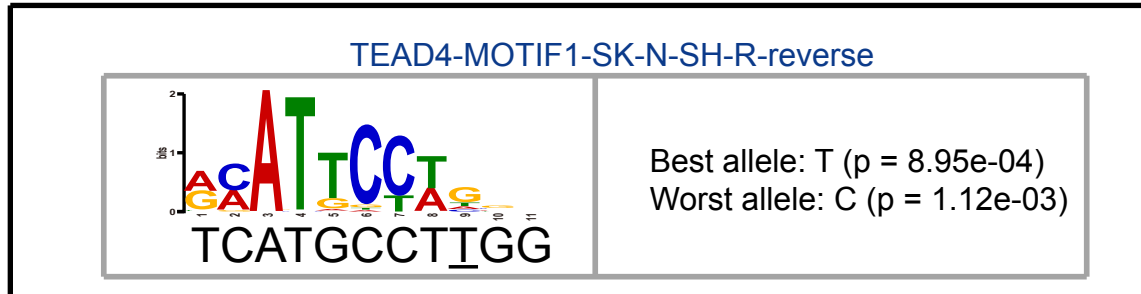 TEAD4-MOTIF1-SK-N-SH-R-reverse
2
bits
1
0
1 2 3 4 5 6 7 8 9 10 11
TCATGCCTTGG
Best allele: T (p = 8.95e-04)
Worst allele: C (p = 1.12e-03)